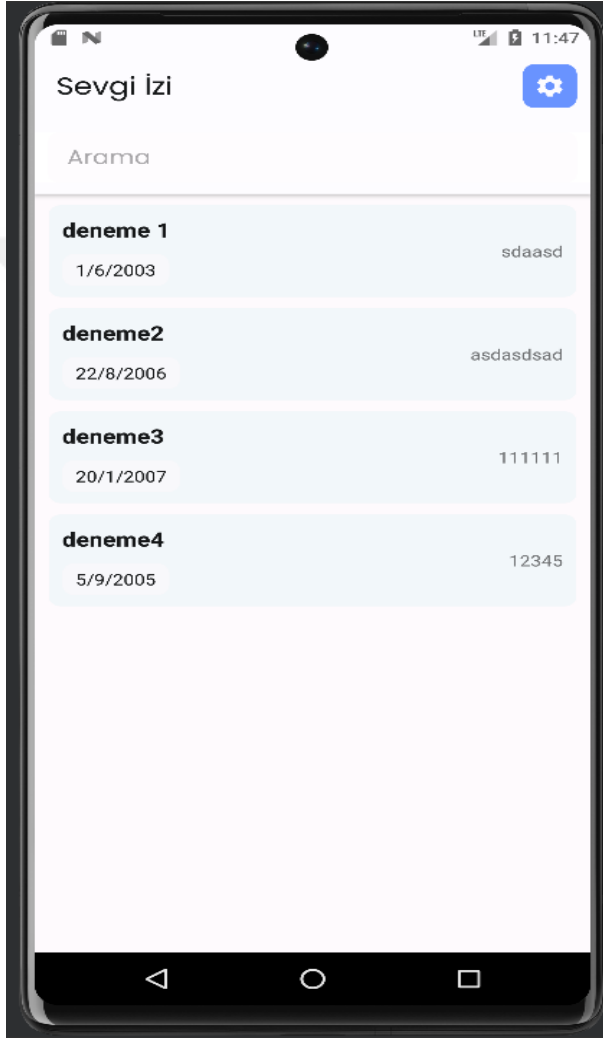 LTE 11:47
Sevgi İzi
Arama
deneme 1
sdaasd
1/6/2003
deneme2
asdasdsad
22/8/2006
deneme3
111111
20/1/2007
deneme4
12345
5/9/2005